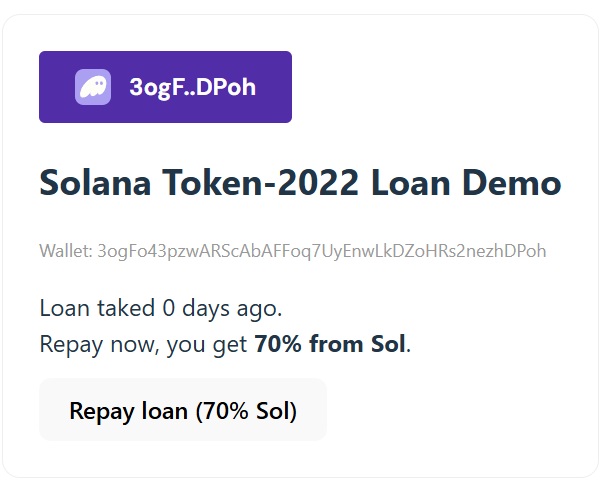 3ogF..DPoh
Solana Token-2022 Loan Demo
Wallet: 3ogFo43pzwARScAbAFFoq7UyEnwLkDZoHRs2nezhDPoh
Loan taked 0 days ago.
Repay now, you get 70% from Sol.
Repay loan (70% Sol)